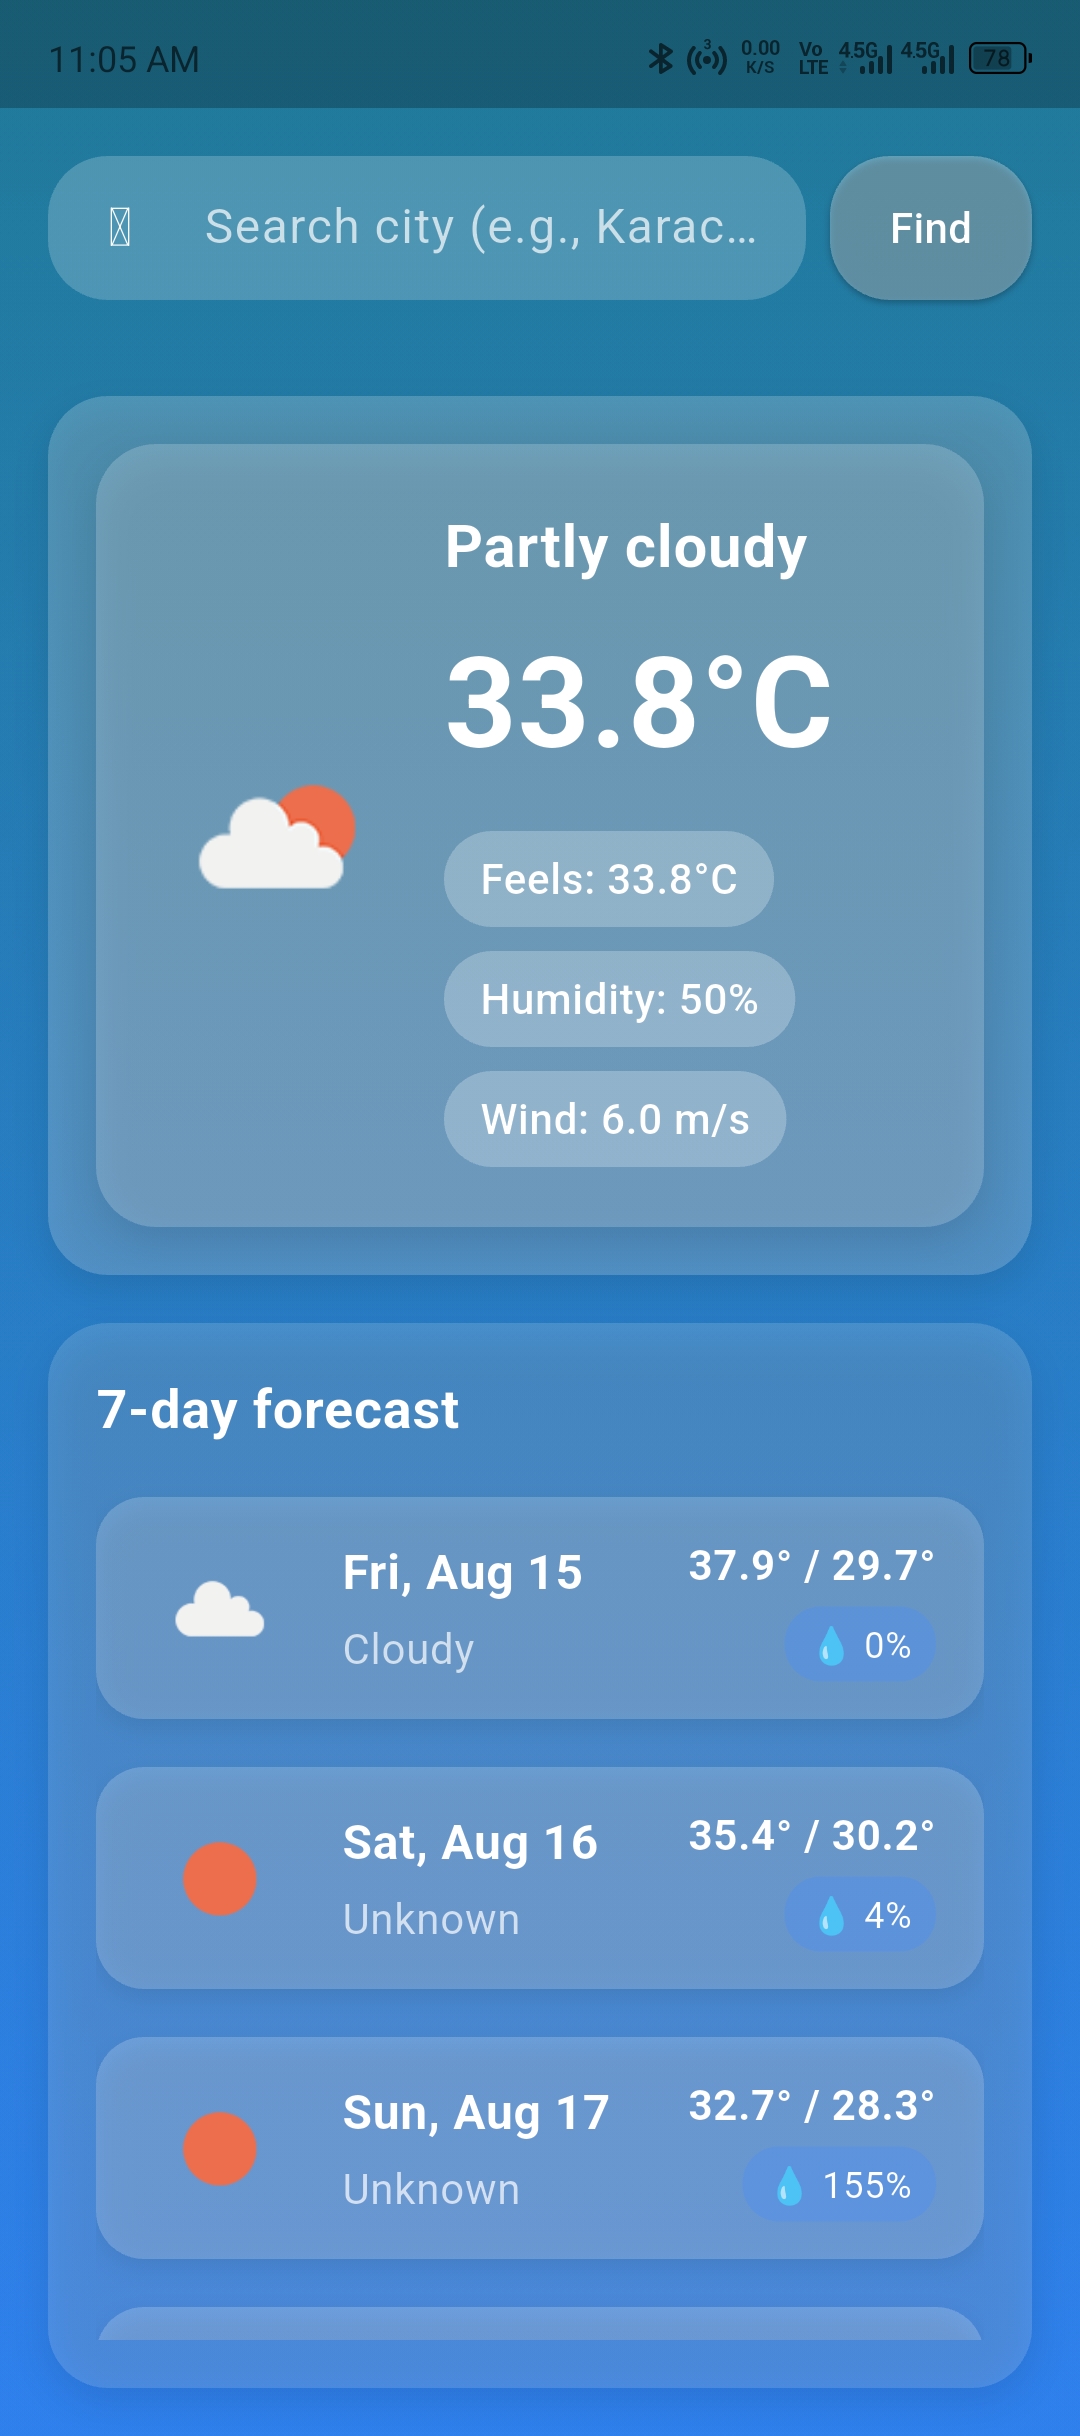 11:05 AM
3
0.00 K/S
Vo LTE
4.5G
4.5G
78
Search city (e.g., Karac...
Find
Partly cloudy
33.8°C
Feels: 33.8°C
Humidity: 50%
Wind: 6.0 m/s
7-day forecast
Fri, Aug 15
37.9° / 29.7°
Cloudy
0%
Sat, Aug 16
35.4° / 30.2°
Unknown
4%
Sun, Aug 17
32.7° / 28.3°
Unknown
155%